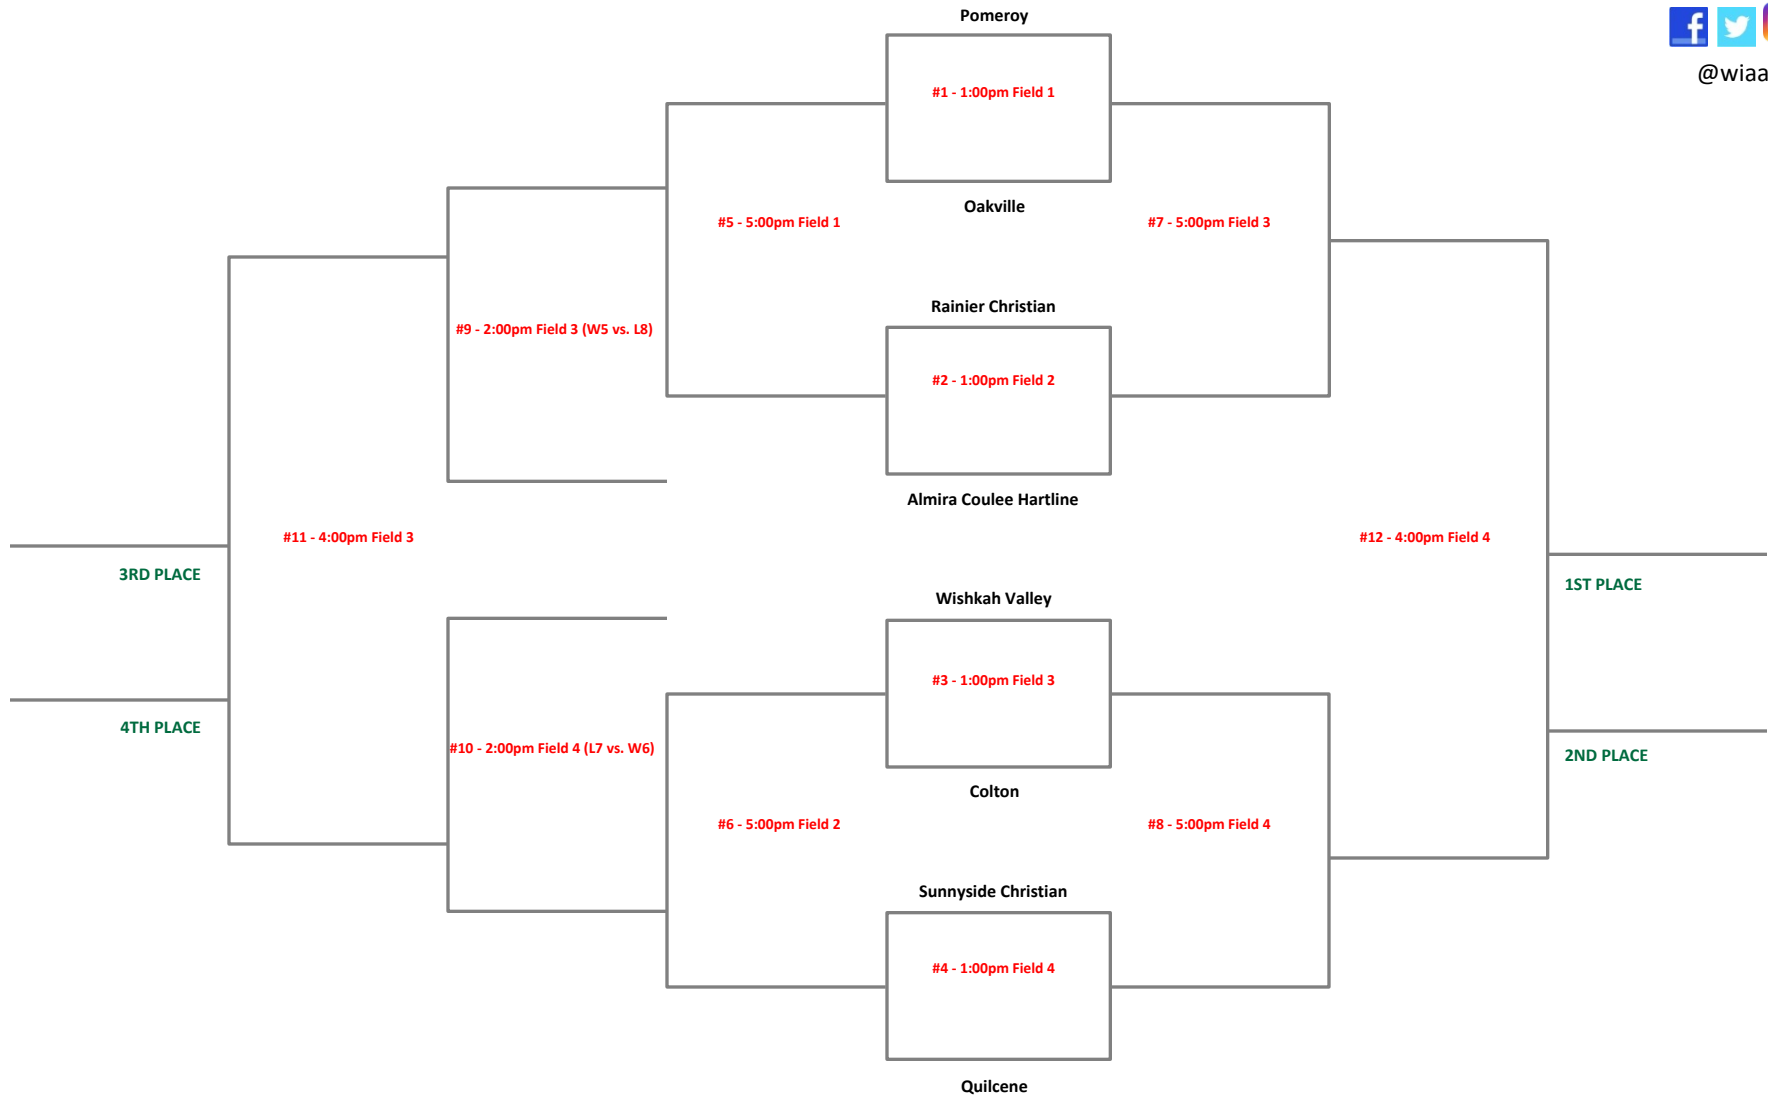 Pomeroy
@wiaa
#1 - 1:00pm Field 1
Oakville
#5 - 5:00pm Field 1
#7 - 5:00pm Field 3
Rainier Christian
#9 - 2:00pm Field 3 (W5 vs. L8)
#2 - 1:00pm Field 2
Almira Coulee Hartline
#11 - 4:00pm Field 3
#12 - 4:00pm Field 4
3RD PLACE
1ST PLACE
Wishkah Valley
#3 - 1:00pm Field 3
4TH PLACE
#10 - 2:00pm Field 4 (L7 vs. W6)
2ND PLACE
Colton
#6 - 5:00pm Field 2
#8 - 5:00pm Field 4
Sunnyside Christian
#4 - 1:00pm Field 4
Quilcene